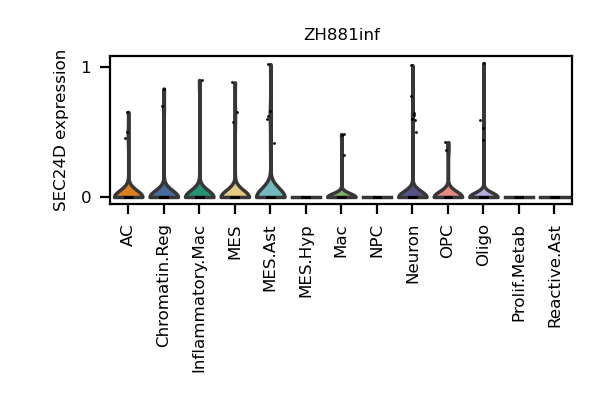 ZH881inf
SEC24D expression
1
0
AC
Chromatin.Reg
Inflammatory.Mac
MES
MES.Ast
MES.Hyp
Mac
NPC
Neuron
OPC
Oligo
Prolif.Metab
Reactive.Ast